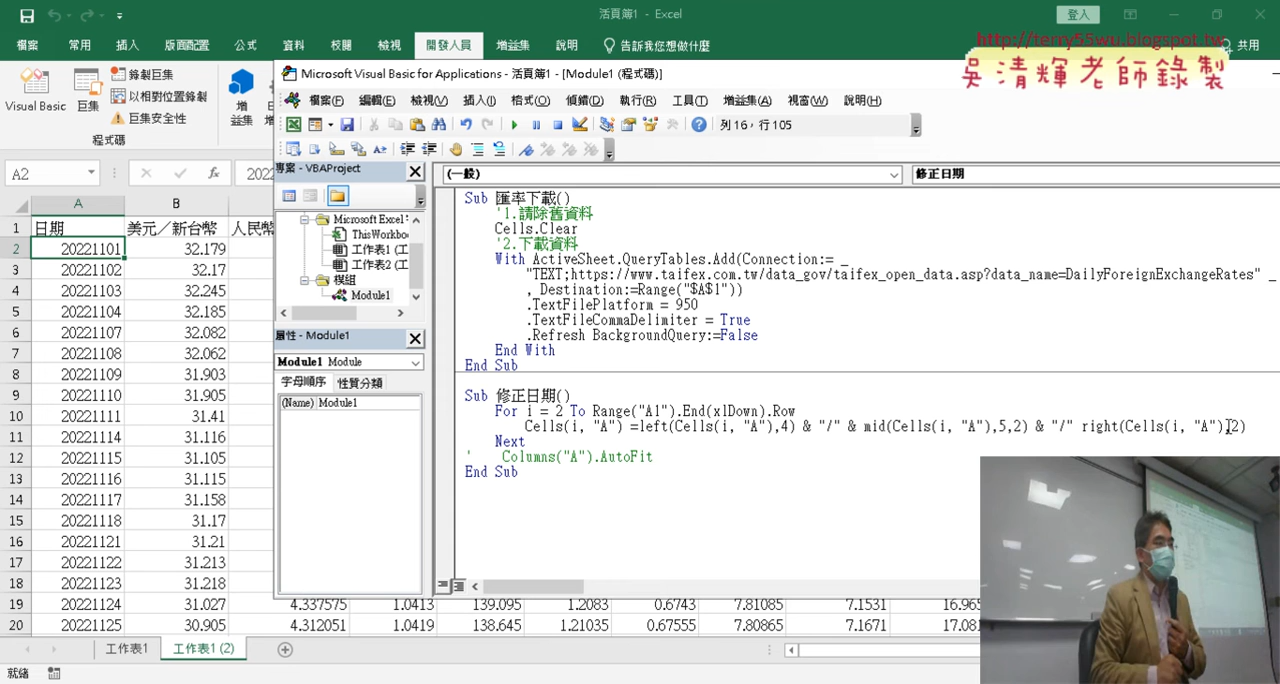 活頁簿1 - Excel
登入
http://terry55wu.blogspot.tw
吳清輝老師錄製
檔案 常用 插入 版面配置 公式 資料 校閱 檢視 開發人員 增益集 說明 告訴我您想做什麼 共用
Microsoft Visual Basic for Applications - 活頁簿1 - [Module1 (程式碼)]
Visual Basic 巨集 錄製巨集
以相對位置錄製
巨集安全性
增益集
程式碼
檔案(F) 編輯(E) 檢視(V) 插入(I) 格式(O) 偵錯(D) 執行(R) 工具(T) 增益集(A) 視窗(W) 說明(H)
列 16，行 105
A2
fx
專案 - VBAProject
(一般) 修正日期
Microsoft Excel
ThisWorkboo
工作表1 (工
工作表2 (工
模組
Module1
屬性 - Module1
Module1 Module
字母順序 性質分類
(Name) Module1
Sub 匯率下載()
'1.請除舊資料
Cells.Clear
'2.下載資料
With ActiveSheet.QueryTables.Add(Connection:= _
"TEXT;https://www.taifex.com.tw/data_gov/taifex_open_data.asp?data_name=DailyForeignExchangeRates" _
, Destination:=Range("$A$1"))
.TextFilePlatform = 950
.TextFileCommaDelimiter = True
.Refresh BackgroundQuery:=False
End With
End Sub
Sub 修正日期()
For i = 2 To Range("A1").End(xlDown).Row
Cells(i, "A") =left(Cells(i, "A"),4) & "/" & mid(Cells(i, "A"),5,2) & "/" right(Cells(i, "A"),2)
Next
' Columns("A").AutoFit
End Sub
A B
1 日期 美元／新台幣 人民幣
2 20221101 32.179
3 20221102 32.17
4 20221103 32.245
5 20221104 32.185
6 20221107 32.082
7 20221108 32.062
8 20221109 31.903
9 20221110 31.905
10 20221111 31.41
11 20221114 31.116
12 20221115 31.105
13 20221116 31.115
14 20221117 31.158
15 20221118 31.17
16 20221121 31.21
17 20221122 31.213
18 20221123 31.218
19 20221124 31.027 4.337575 1.0413 139.095 1.2083 0.6743 7.81085 7.1531 16.965
20 20221125 30.905 4.312051 1.0419 138.645 1.21035 0.67555 7.80865 7.1671 17.081
工作表1 工作表1 (2)
就緒